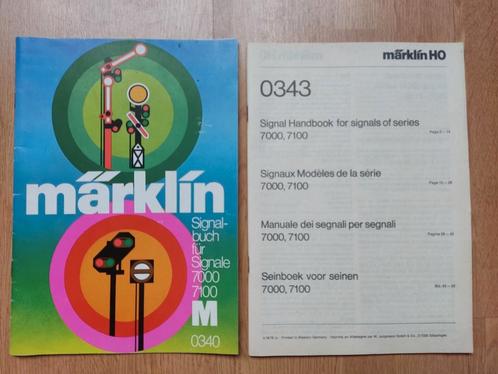 märklin
Signal-
buch
für
Signale
7000
7100
M
0340
märklin HO
0343
Signal Handbook for signals of series
7000, 7100
Signaux Modèles de la série
7000, 7100
Manuale dei segnali per segnali
7000, 7100
Seinboek voor seinen
7000, 7100